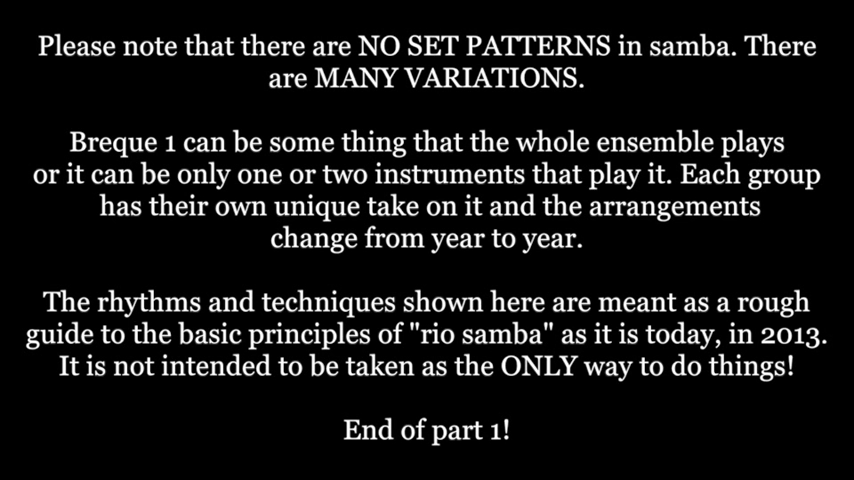 Please note that there are NO SET PATTERNS in samba. There
are MANY VARIATIONS.
Breque 1 can be some thing that the whole ensemble plays
or it can be only one or two instruments that play it. Each group
has their own unique take on it and the arrangements
change from year to year.
The rhythms and techniques shown here are meant as a rough
guide to the basic principles of "rio samba" as it is today, in 2013.
It is not intended to be taken as the ONLY way to do things!
End of part 1!